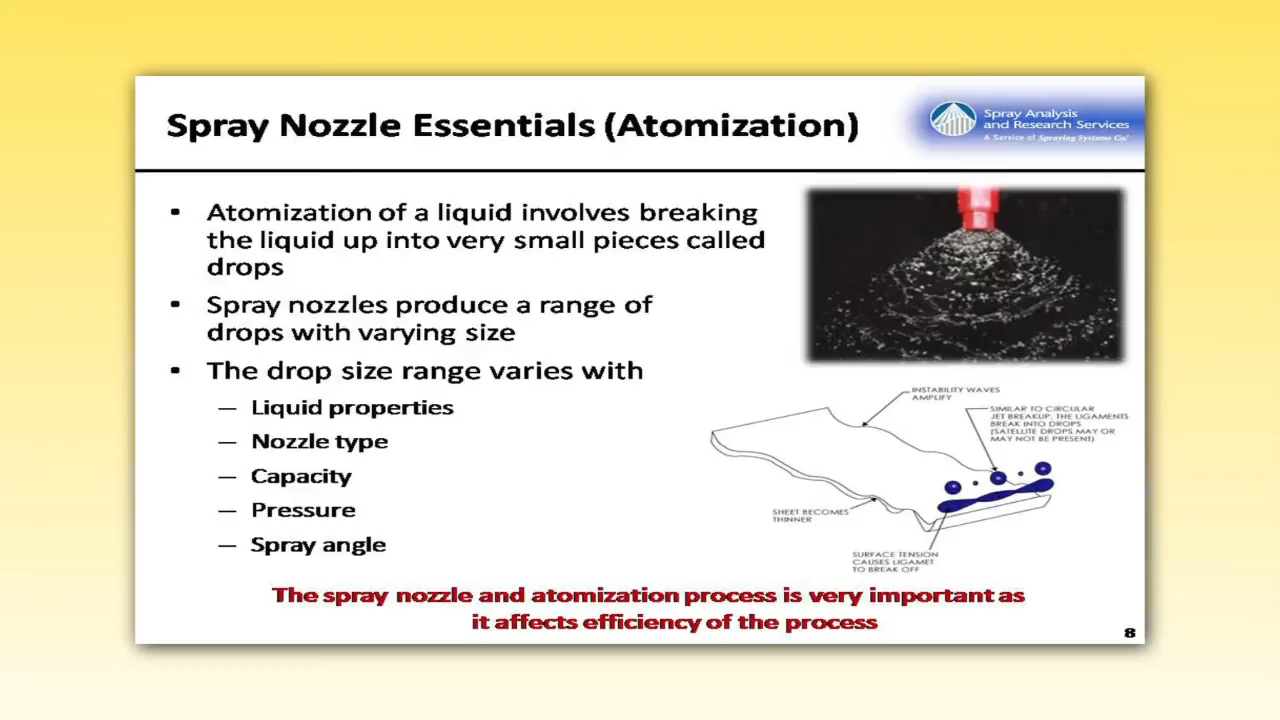 Spray Nozzle Essentials (Atomization)
Spray Analysis
and Research Services
A Service of Spraying Systems Co.
• Atomization of a liquid involves breaking
the liquid up into very small pieces called
drops
• Spray nozzles produce a range of
drops with varying size
• The drop size range varies with
— Liquid properties
— Nozzle type
— Capacity
— Pressure
— Spray angle
INSTABILITY WAVES
AMPLIFY
SIMILAR TO CIRCULAR
JET BREAKUP, THE LIGAMENTS
BREAK INTO DROPS
(SATELLITE DROPS MAY OR
MAY NOT BE PRESENT)
SHEET BECOMES
THINNER
SURFACE TENSION
CAUSES LIGAMET
TO BREAK OFF
The spray nozzle and atomization process is very important as
it affects efficiency of the process
8